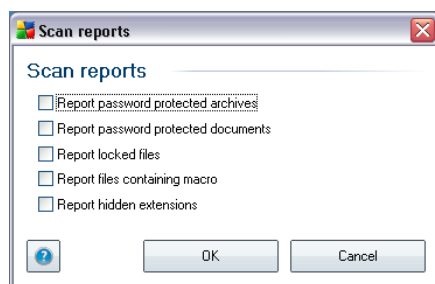 Scan reports
Scan reports
Report password protected archives
Report password protected documents
Report locked files
Report files containing macro
Report hidden extensions
?
OK
Cancel